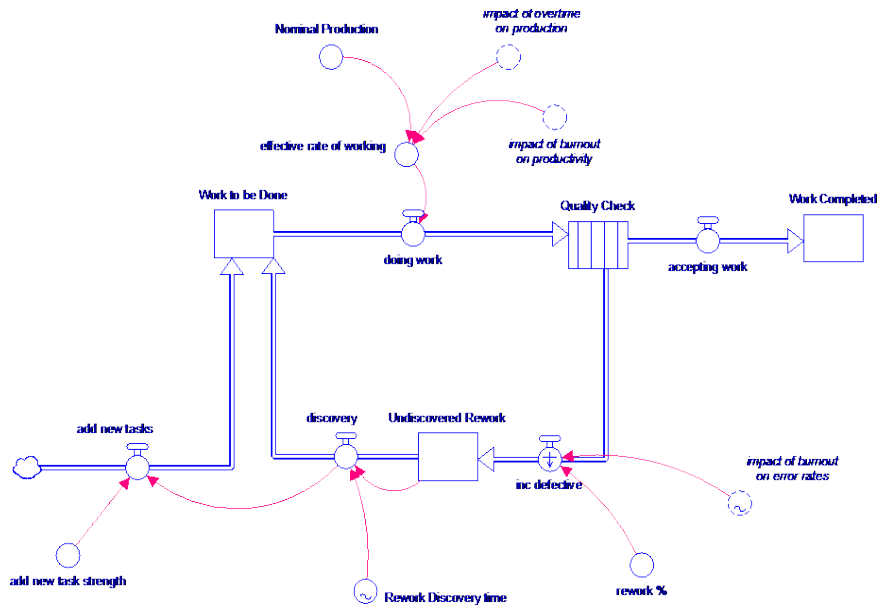 impact of overtime
on production
Nominal Production
effective rate of working
impact of burnout
on productivity
Work to be Done
Quality Check
Work Completed
doing work
accepting work
add new tasks
discovery
Undiscovered Rework
inc defective
impact of burnout
on error rates
add new task strength
Rework Discovery time
rework %